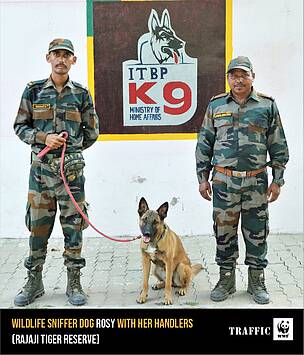 ITBP
K9
MINISTRY OF
HOME AFFAIRS
WILDLIFE SNIFFER DOG ROSY WITH HER HANDLERS
(RAJAJI TIGER RESERVE)
TRAFFIC
WWF